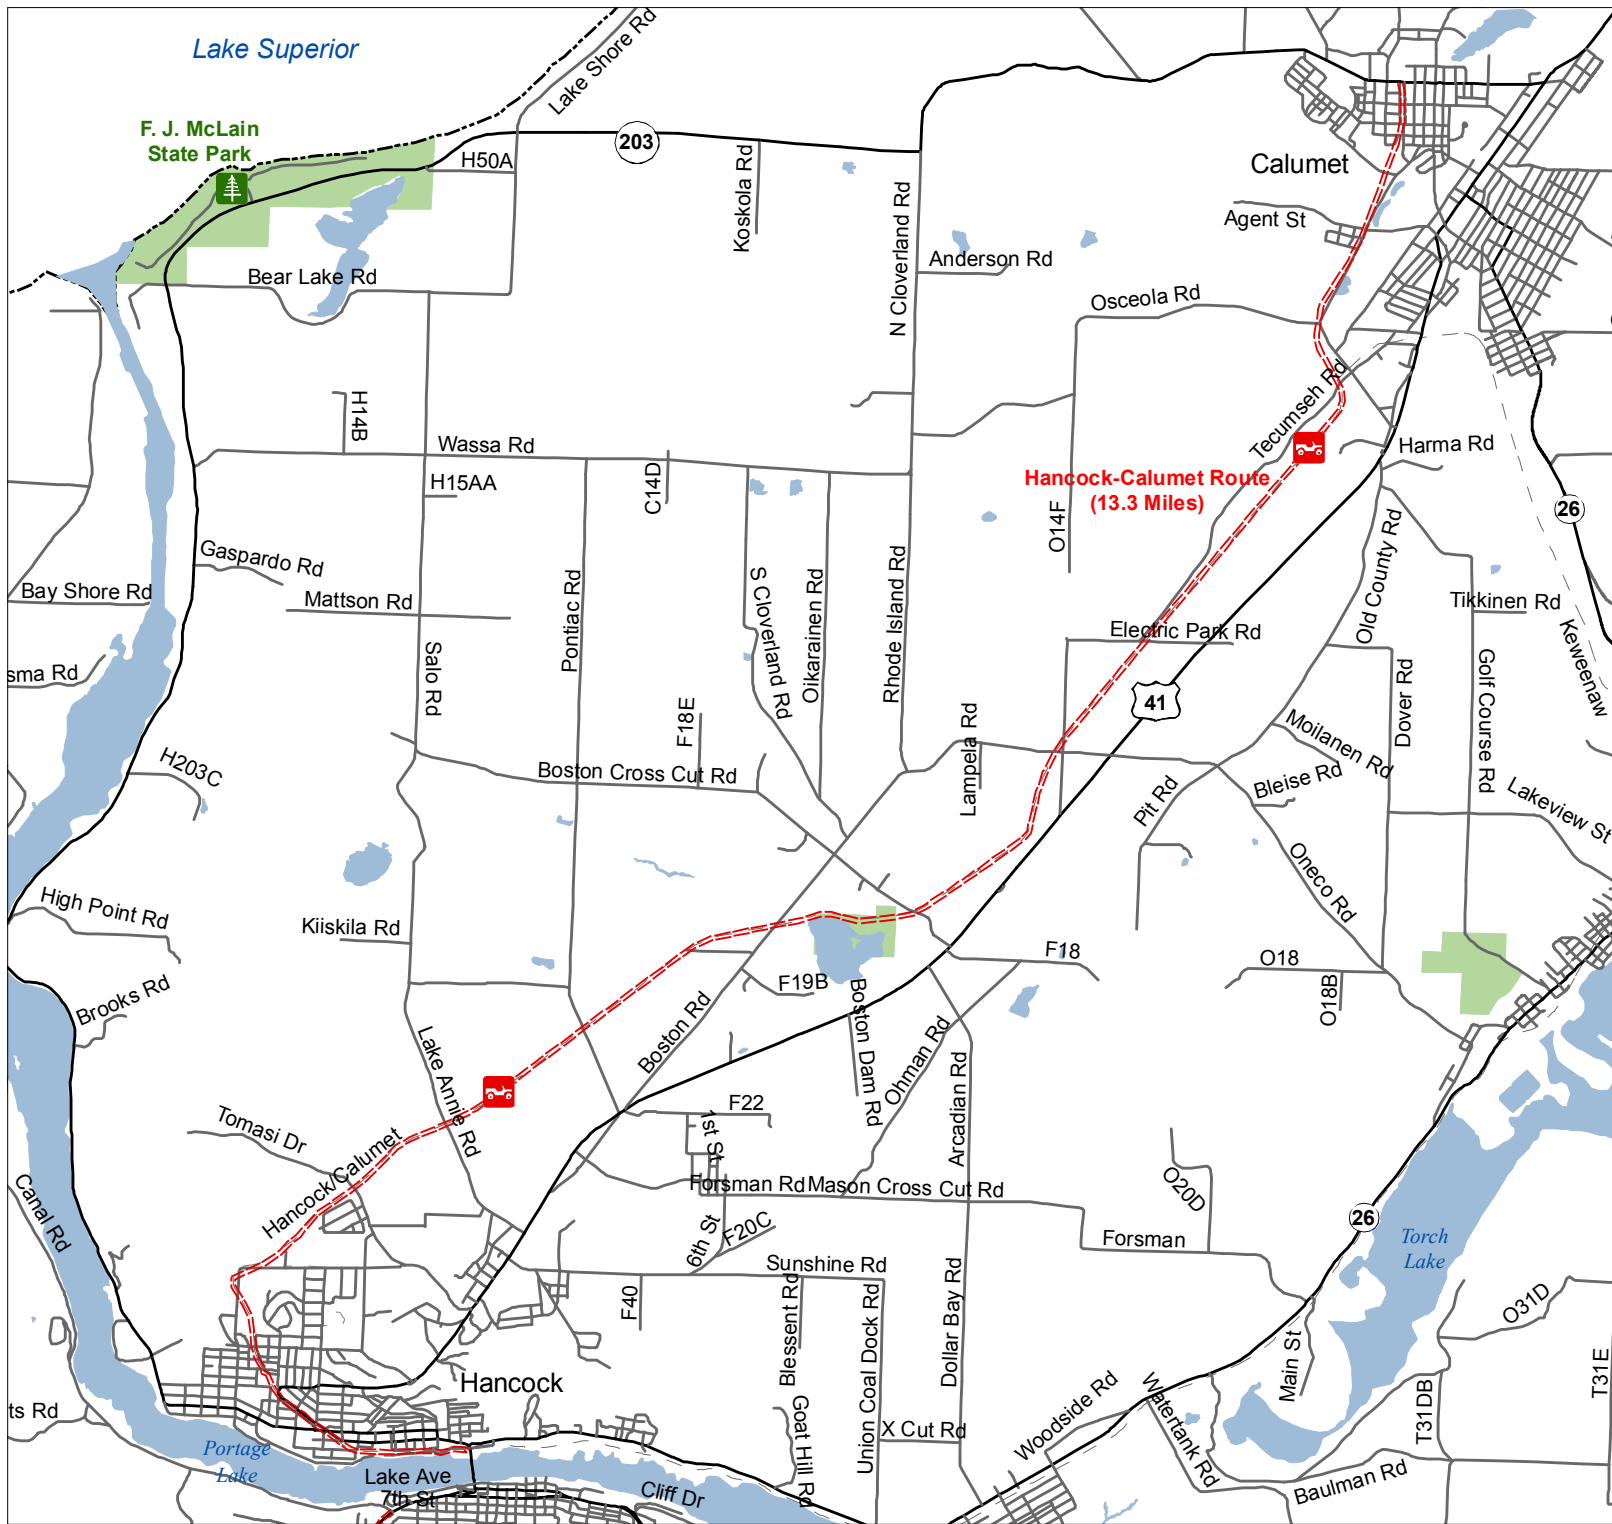 Lake Superior
Lake Shore Rd
F. J. McLain
State Park
H50A
203
Koskola Rd
N Cloverland Rd
Calumet
Agent St
Anderson Rd
Bear Lake Rd
Osceola Rd
H14B
Wassa Rd
Tecumseh Rd
Harma Rd
H15AA
C14D
Hancock-Calumet Route
(13.3 Miles)
O14F
26
Gaspardo Rd
Bay Shore Rd
Mattson Rd
Pontiac Rd
S Cloverland Rd
Oikarainen Rd
Rhode Island Rd
Old County Rd
Tikkinen Rd
Electric Park Rd
Keweenaw
sma Rd
Salo Rd
F18E
41
Lampela Rd
Dover Rd
Golf Course Rd
Moilanen Rd
H203C
Boston Cross Cut Rd
Bleise Rd
Pit Rd
Lakeview St
Oneco Rd
High Point Rd
Kiiskila Rd
F18
O18
O18B
F19B
Brooks Rd
Boston Rd
Boston Dam Rd
Ohman Rd
Arcadian Rd
Lake Annie Rd
Tomasi Dr
F22
1st St
Hancock/Calumet
Canal Rd
Forsman Rd
Mason Cross Cut Rd
O20D
26
6th St
F20C
Forsman
Torch
Lake
Sunshine Rd
F40
Blessent Rd
Union Coal Dock Rd
Dollar Bay Rd
O31D
Main St
T31E
Hancock
ts Rd
Goat Hill Rd
Woodside Rd
Watertank Rd
T31DB
X Cut Rd
Portage
Lake
Lake Ave
7th St
Cliff Dr
Baulman Rd